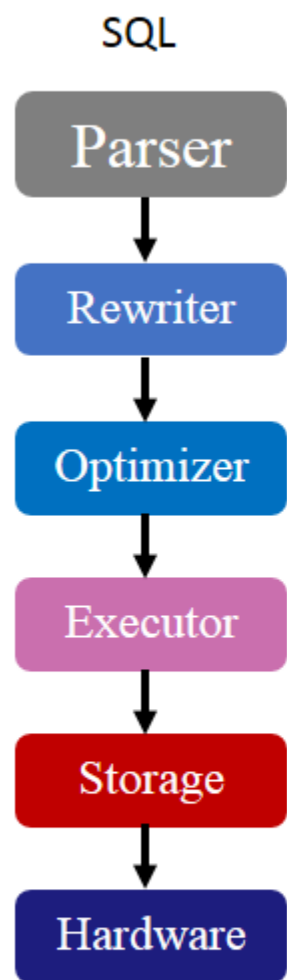 SQL
Parser
Rewriter
Optimizer
Executor
Storage
Hardware